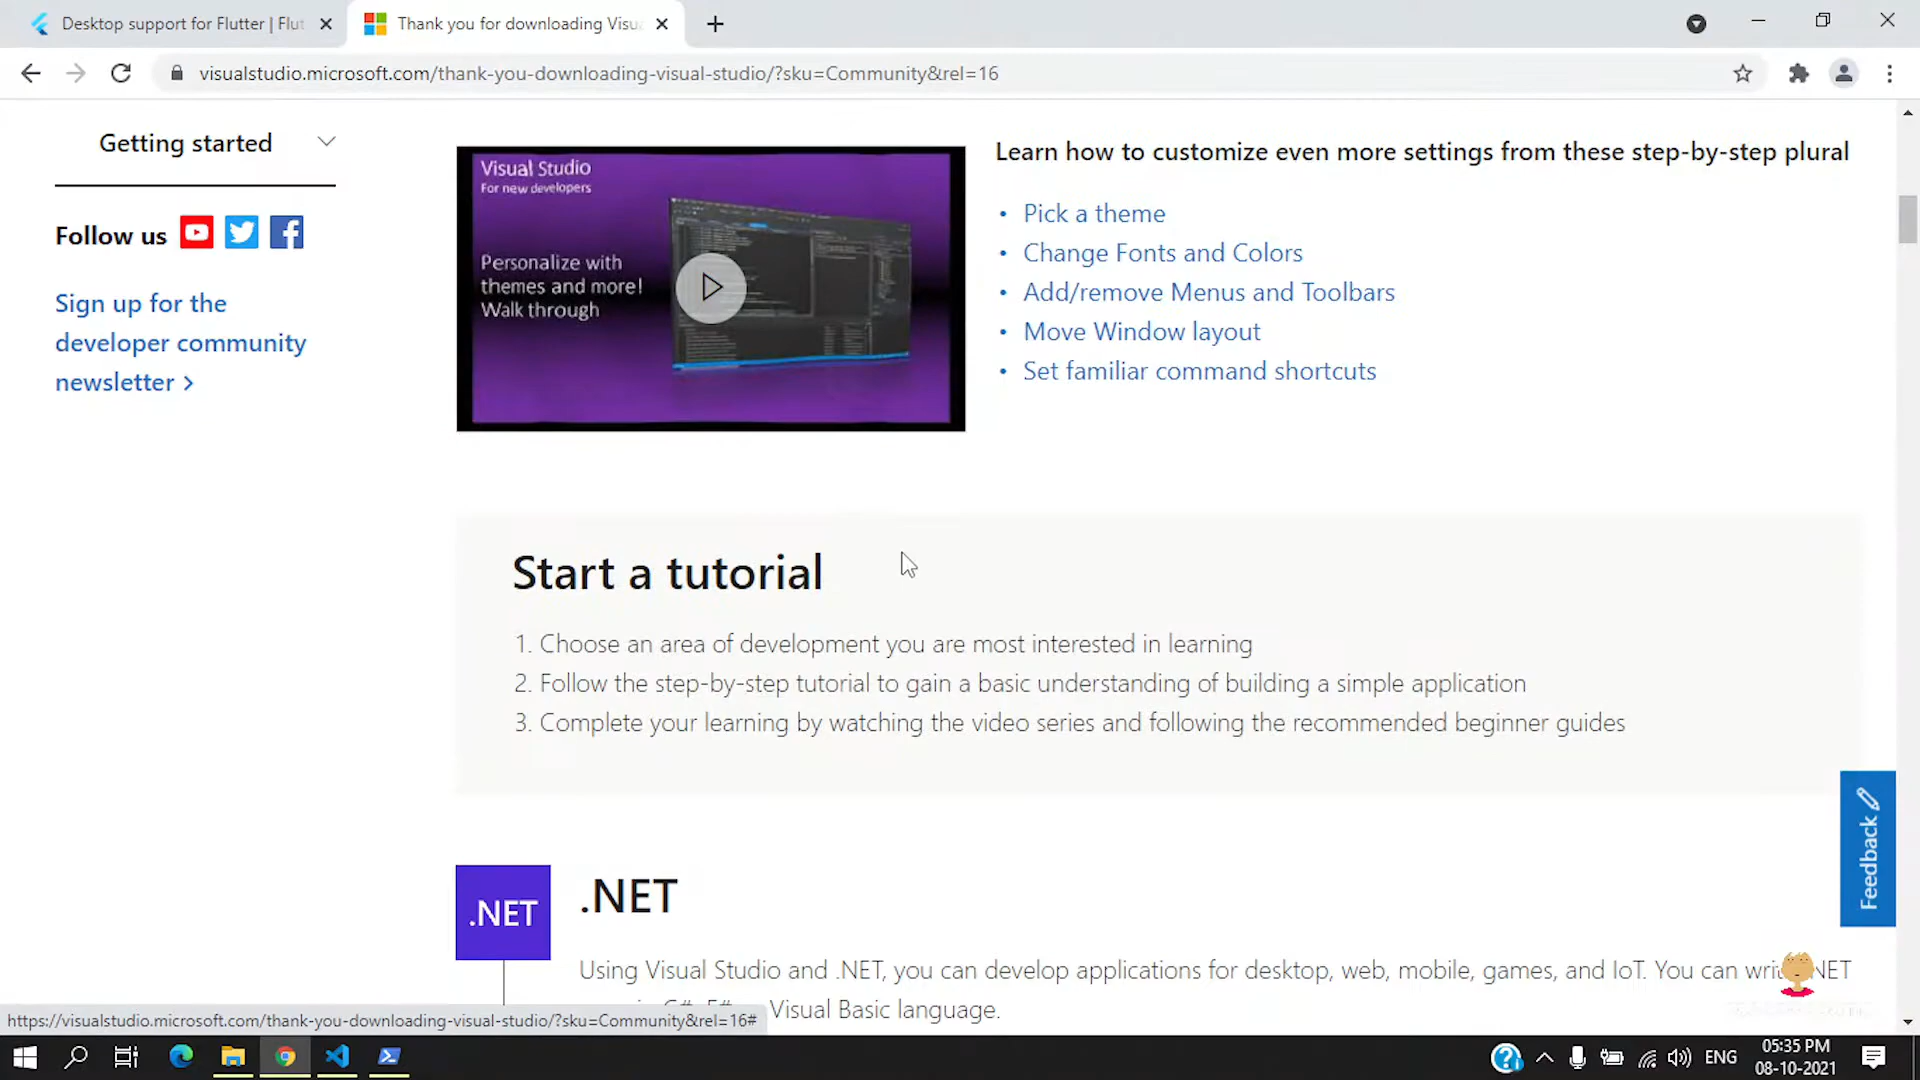 Desktop support for Flutter | Flut
Thank you for downloading Visu
visualstudio.microsoft.com/thank-you-downloading-visual-studio/?sku=Community&rel=16
Getting started
Follow us
Sign up for the
developer community
newsletter
Visual Studio
For new developers
Personalize with
themes and more!
Walk through
Learn how to customize even more settings from these step-by-step plural
• Pick a theme
• Change Fonts and Colors
• Add/remove Menus and Toolbars
• Move Window layout
• Set familiar command shortcuts
Start a tutorial
1. Choose an area of development you are most interested in learning
2. Follow the step-by-step tutorial to gain a basic understanding of building a simple application
3. Complete your learning by watching the video series and following the recommended beginner guides
Feedback
.NET
.NET
Using Visual Studio and .NET, you can develop applications for desktop, web, mobile, games, and IoT. You can
Visual Basic language.
https://visualstudio.microsoft.com/thank-you-downloading-visual-studio/?sku=Community&rel=16#
ENG
05:35 PM
08-10-2021